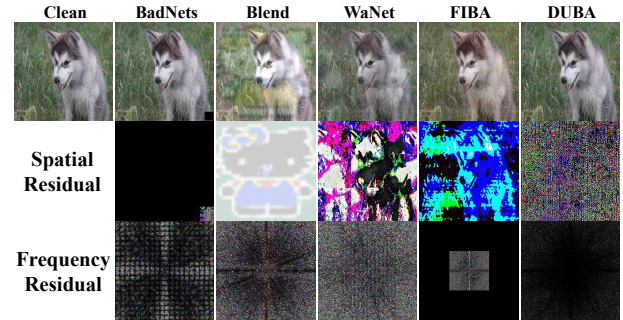 Clean BadNets Blend WaNet FIBA DUBA
Spatial
Residual
Frequency
Residual